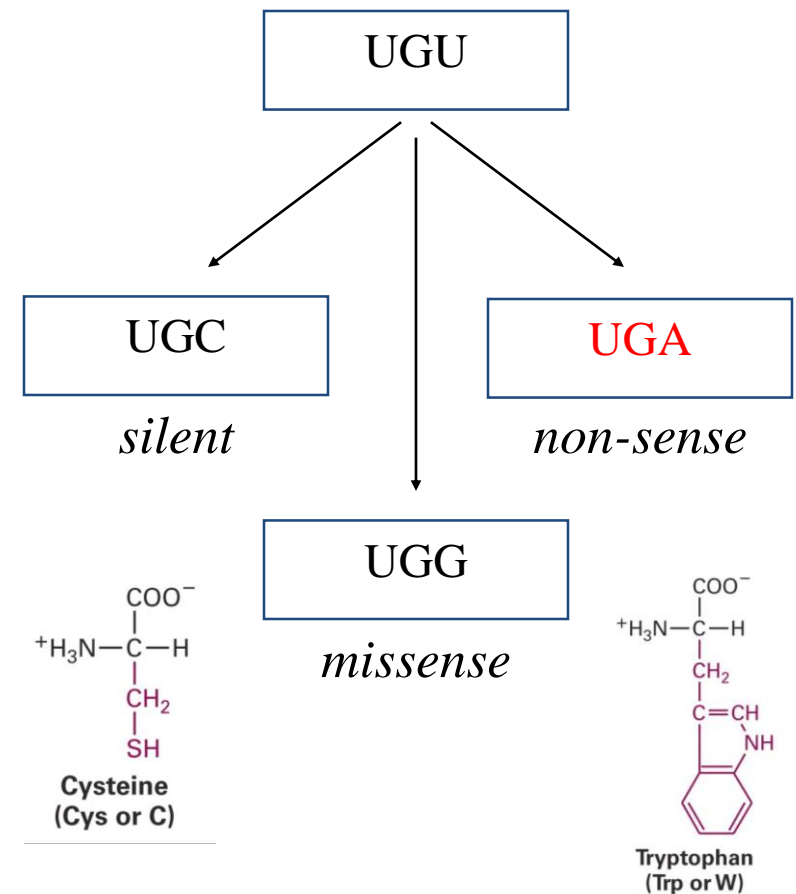 UGU
UGC
silent
UGA
non-sense
UGG
missense
COO⁻
⁺H₃N—C—H
CH₂
SH
Cysteine
(Cys or C)
COO⁻
⁺H₃N—C—H
CH₂
C=CH
NH
Tryptophan
(Trp or W)